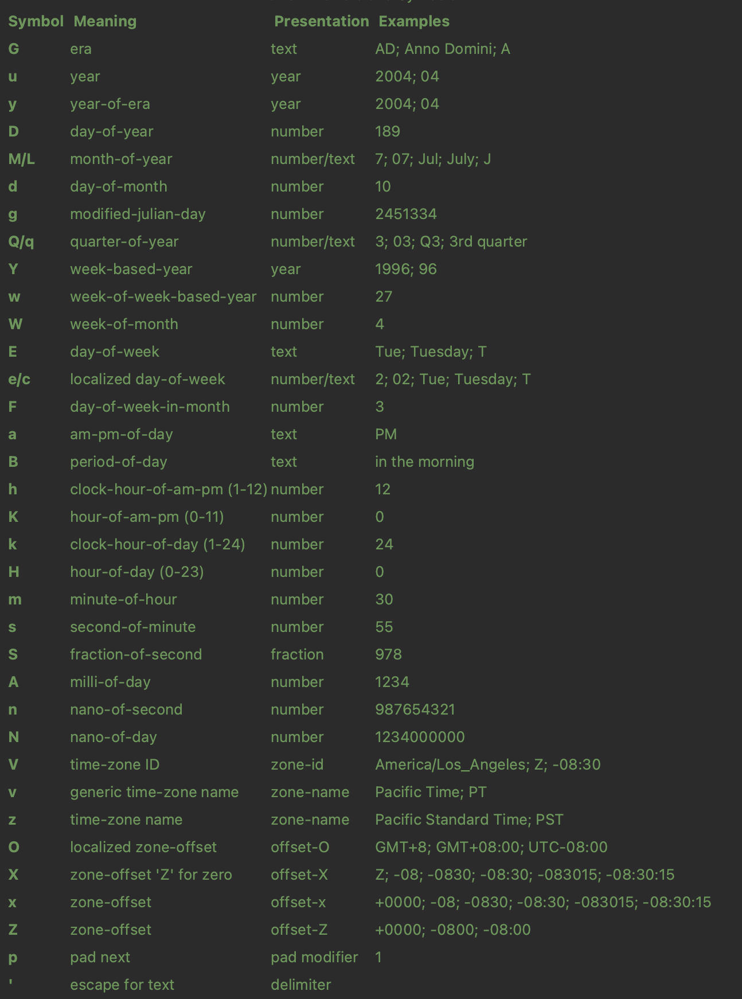 Symbol Meaning Presentation Examples
G era text AD; Anno Domini; A
u year year 2004; 04
y year-of-era year 2004; 04
D day-of-year number 189
M/L month-of-year number/text 7; 07; Jul; July; J
d day-of-month number 10
g modified-julian-day number 2451334
Q/q quarter-of-year number/text 3; 03; Q3; 3rd quarter
Y week-based-year year 1996; 96
w week-of-week-based-year number 27
W week-of-month number 4
E day-of-week text Tue; Tuesday; T
e/c localized day-of-week number/text 2; 02; Tue; Tuesday; T
F day-of-week-in-month number 3
a am-pm-of-day text PM
B period-of-day text in the morning
h clock-hour-of-am-pm (1-12) number 12
K hour-of-am-pm (0-11) number 0
k clock-hour-of-day (1-24) number 24
H hour-of-day (0-23) number 0
m minute-of-hour number 30
s second-of-minute number 55
S fraction-of-second fraction 978
A milli-of-day number 1234
n nano-of-second number 987654321
N nano-of-day number 1234000000
V time-zone ID zone-id America/Los_Angeles; Z; -08:30
v generic time-zone name zone-name Pacific Time; PT
z time-zone name zone-name Pacific Standard Time; PST
O localized zone-offset offset-O GMT+8; GMT+08:00; UTC-08:00
X zone-offset 'Z' for zero offset-X Z; -08; -0830; -08:30; -083015; -08:30:15
x zone-offset offset-x +0000; -08; -0830; -08:30; -083015; -08:30:15
Z zone-offset offset-Z +0000; -0800; -08:00
p pad next pad modifier 1
' escape for text delimiter